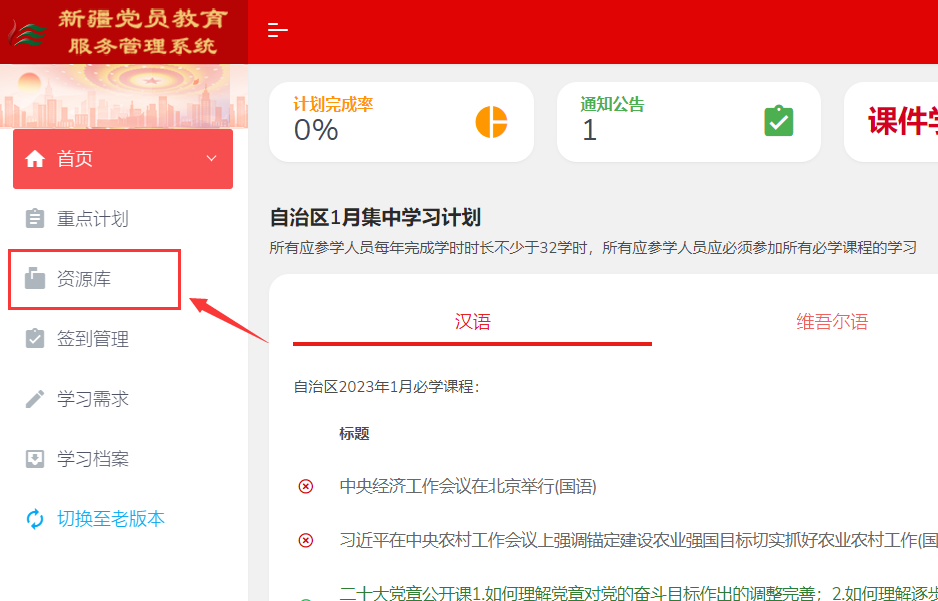 新疆党员教育
服务管理系统
首页
重点计划
资源库
签到管理
学习需求
学习档案
切换至老版本
计划完成率
0%
通知公告
1
课件学
自治区1月集中学习计划
所有应参学人员每年完成学时时长不少于32学时，所有应参学人员应必须参加所有必学课程的学习
汉语
维吾尔语
自治区2023年1月必学课程：
标题
中央经济工作会议在北京举行(国语)
习近平在中央农村工作会议上强调锚定建设农业强国目标切实抓好农业农村工作(国
二十大党章公开课1.如何理解党章对党的奋斗目标作出的调整完善；2.如何理解逐步